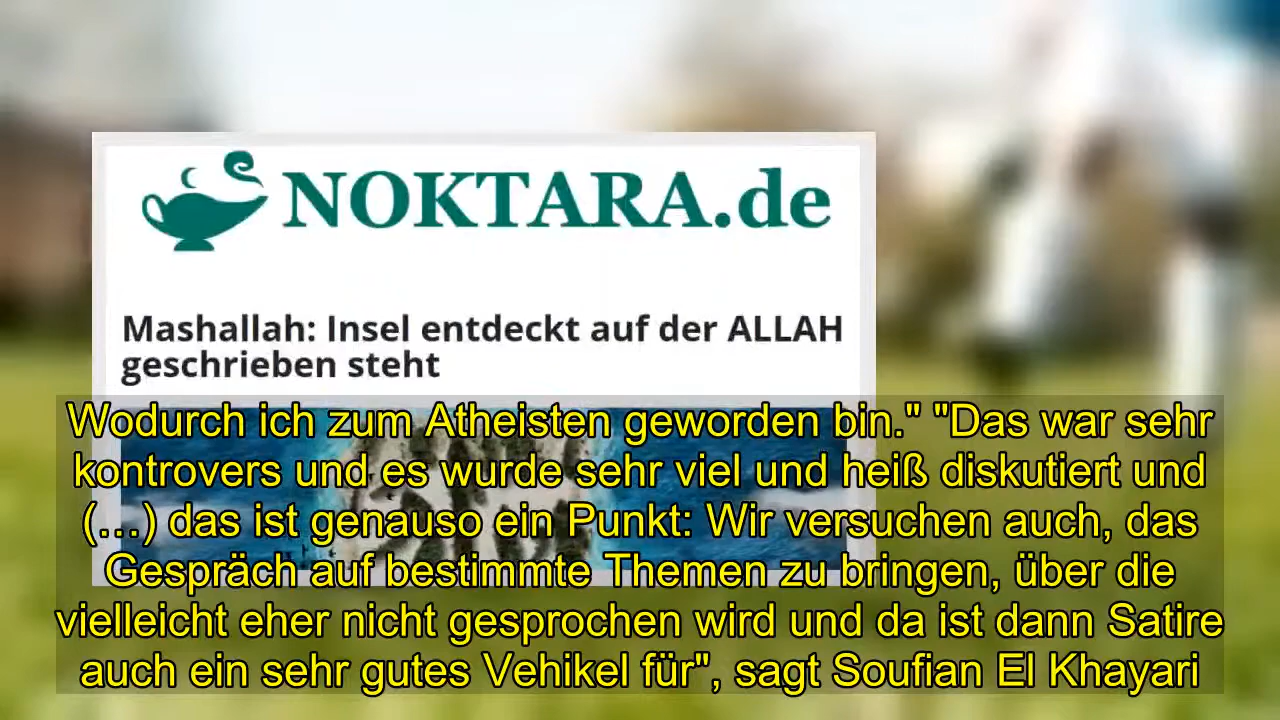 NOKTARA.de
Mashallah: Insel entdeckt auf der ALLAH
geschrieben steht
Wodurch ich zum Atheisten geworden bin." "Das war sehr
kontrovers und es wurde sehr viel und heiß diskutiert und
(...) das ist genauso ein Punkt: Wir versuchen auch, das
Gespräch auf bestimmte Themen zu bringen, über die
vielleicht eher nicht gesprochen wird und da ist dann Satire
auch ein sehr gutes Vehikel für", sagt Soufian El Khayari